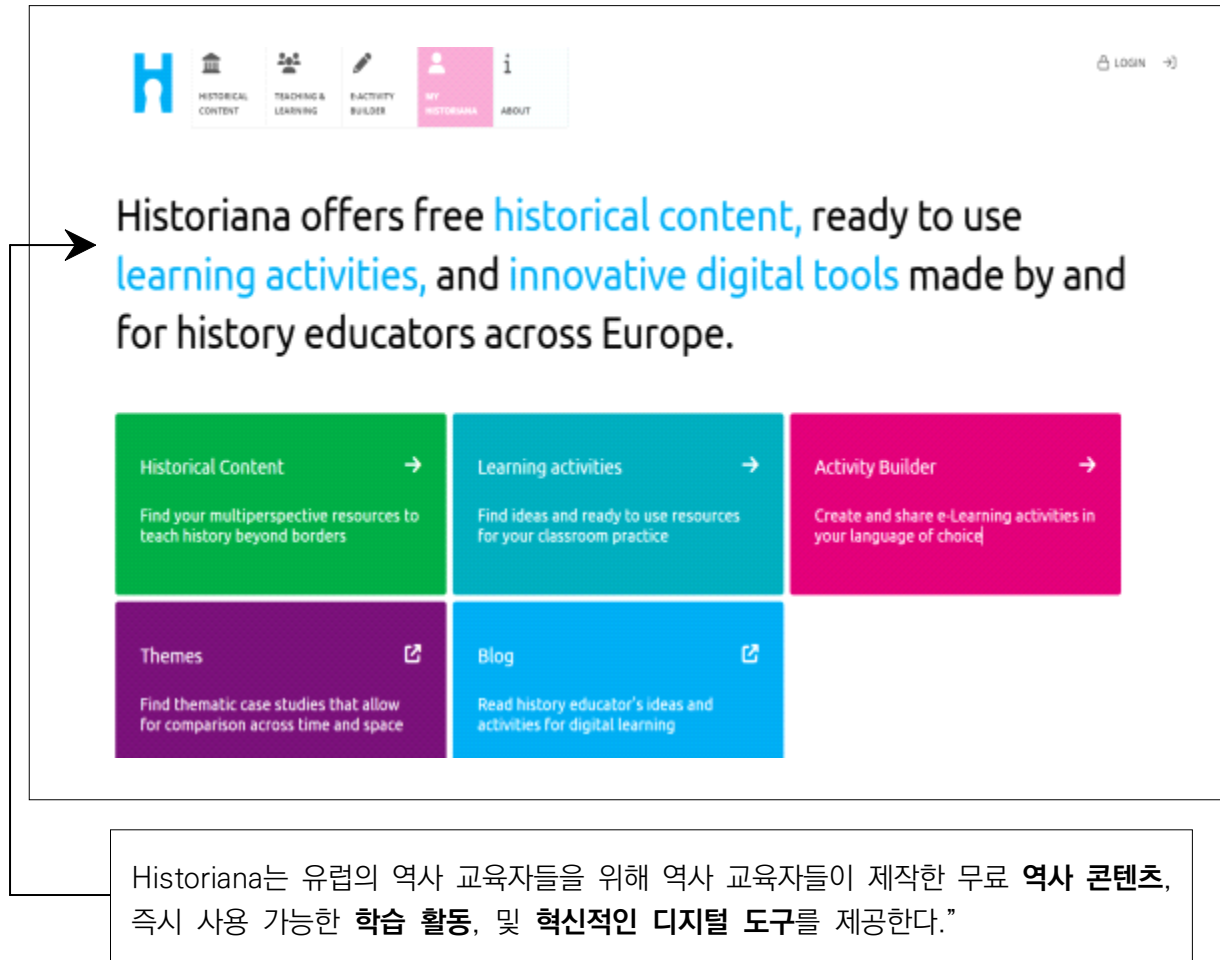 HISTORICAL CONTENT
TEACHING & LEARNING
E-ACTIVITY BUILDER
MY HISTORIANA
ABOUT
LOGIN
Historiana offers free historical content, ready to use
learning activities, and innovative digital tools made by and
for history educators across Europe.
Historical Content
Find your multiperspective resources to
teach history beyond borders
Learning activities
Find ideas and ready to use resources
for your classroom practice
Activity Builder
Create and share e-Learning activities in
your language of choice
Themes
Find thematic case studies that allow
for comparison across time and space
Blog
Read history educator's ideas and
activities for digital learning
Historiana는 유럽의 역사 교육자들을 위해 역사 교육자들이 제작한 무료 역사 콘텐츠,
즉시 사용 가능한 학습 활동, 및 혁신적인 디지털 도구를 제공한다.”